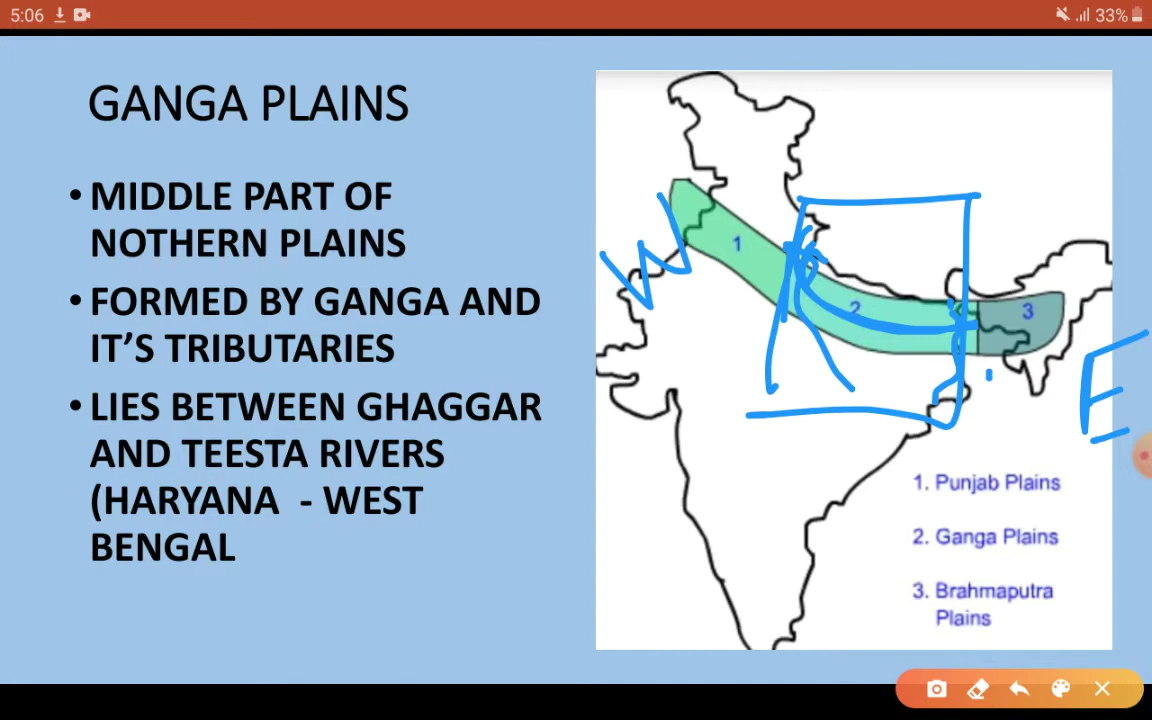 5:06
33%
GANGA PLAINS
• MIDDLE PART OF
NOTHERN PLAINS
• FORMED BY GANGA AND
IT'S TRIBUTARIES
• LIES BETWEEN GHAGGAR
AND TEESTA RIVERS
(HARYANA - WEST
BENGAL
W
1
2
3
E
1. Punjab Plains
2. Ganga Plains
3. Brahmaputra
Plains